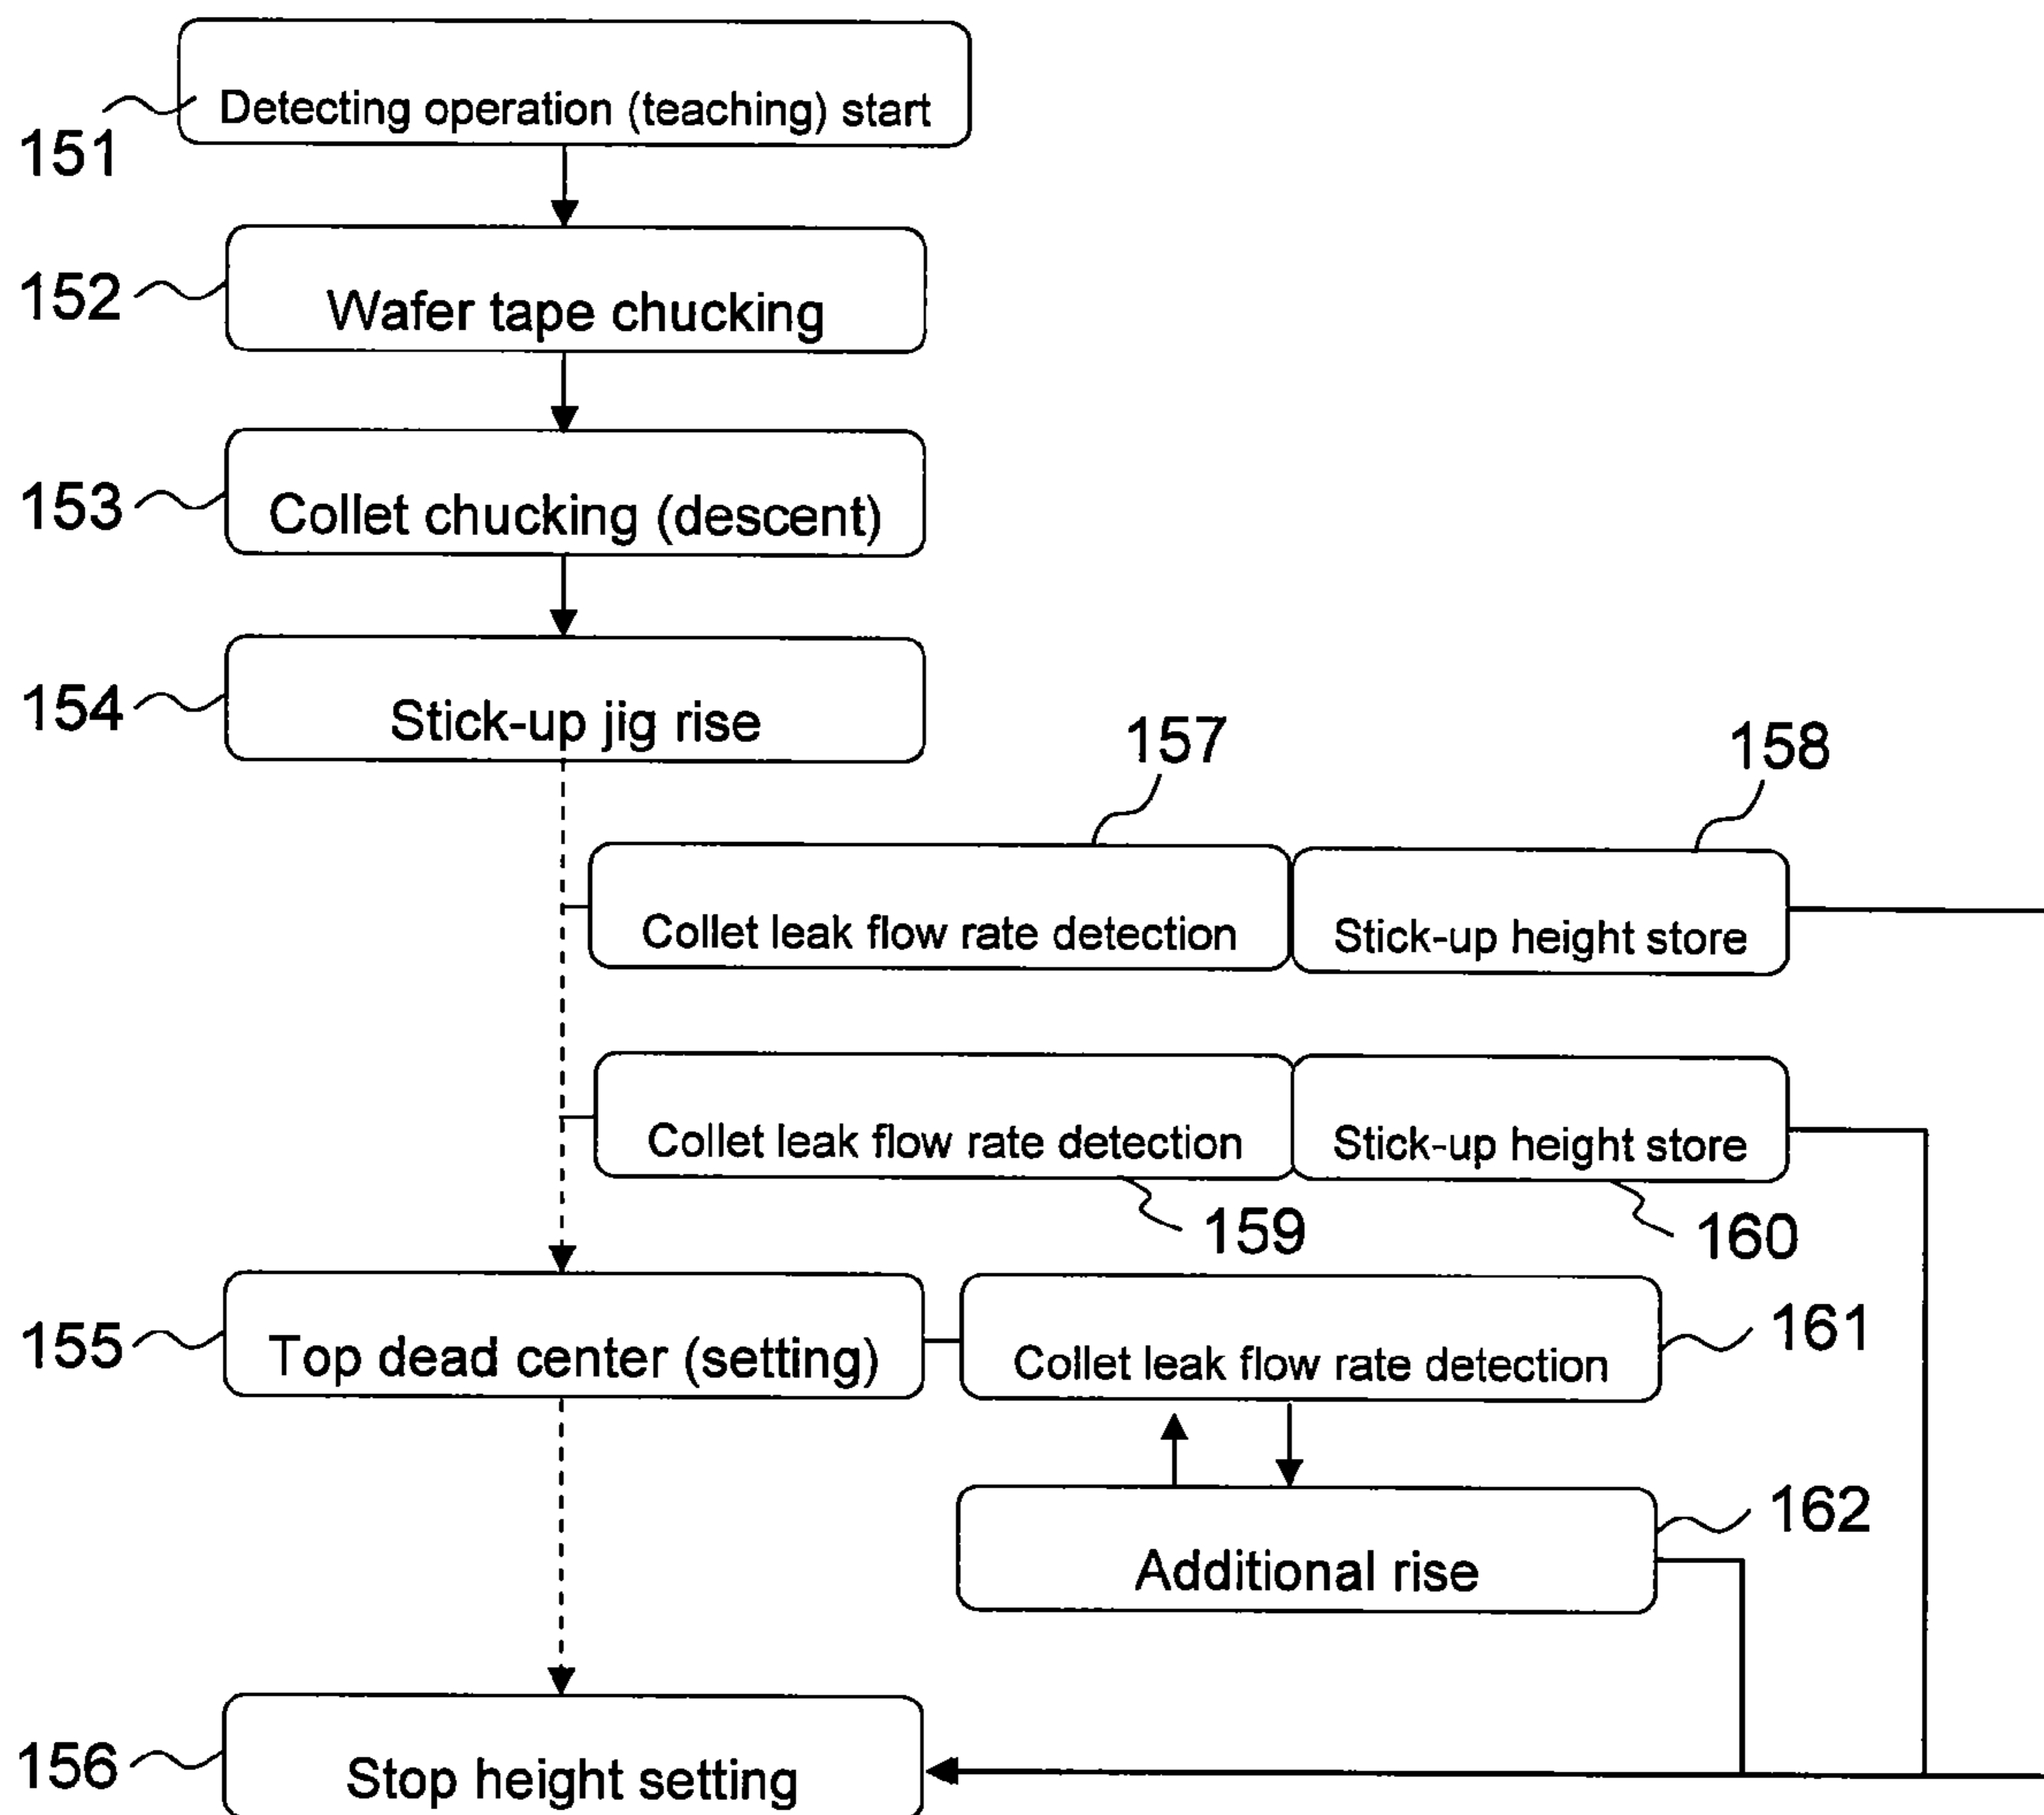 Detecting operation (teaching) start
151
Wafer tape chucking
152
Collet chucking (descent)
153
Stick-up jig rise
154
157
158
Collet leak flow rate detection
Stick-up height store
Collet leak flow rate detection
Stick-up height store
159
160
Top dead center (setting)
155
Collet leak flow rate detection
161
Additional rise
162
Stop height setting
156